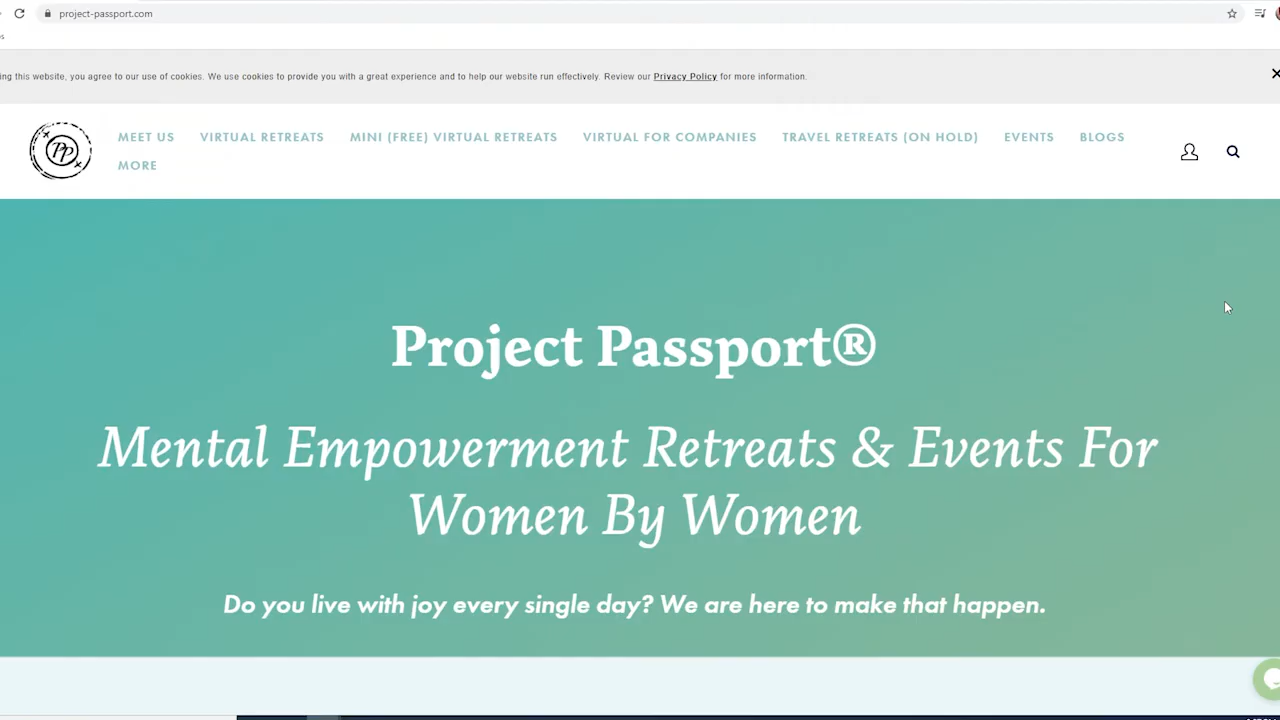 project-passport.com
ing this website, you agree to our use of cookies. We use cookies to provide you with a great experience and to help our website run effectively. Review our Privacy Policy for more information.
PP
MEET US VIRTUAL RETREATS MINI (FREE) VIRTUAL RETREATS VIRTUAL FOR COMPANIES TRAVEL RETREATS (ON HOLD) EVENTS BLOGS
MORE
Project Passport®
Mental Empowerment Retreats & Events For
Women By Women
Do you live with joy every single day? We are here to make that happen.